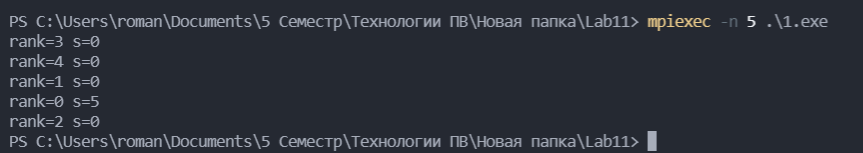 PS C:\Users\roman\Documents\5 Семестр\Технологии ПВ\Новая папка\Lab11> mpiexec -n 5 .\1.exe
rank=3 s=0
rank=4 s=0
rank=1 s=0
rank=0 s=5
rank=2 s=0
PS C:\Users\roman\Documents\5 Семестр\Технологии ПВ\Новая папка\Lab11>